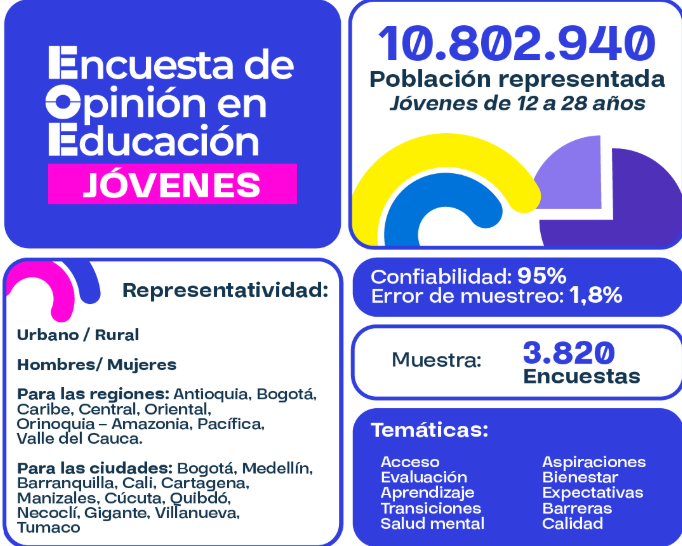 Encuesta de
Opinión en
Educación
JÓVENES
10.802.940
Población representada
Jóvenes de 12 a 28 años
Representatividad:
Urbano / Rural
Hombres/ Mujeres
Para las regiones: Antioquía, Bogotá,
Caribe, Central, Oriental,
Orinoquia – Amazonia, Pacífica,
Valle del Cauca.
Para las ciudades: Bogotá, Medellín,
Barranquilla, Cali, Cartagena,
Manizales, Cúcuta, Quibdó,
Necoclí, Gigante, Villanueva,
Tumaco
Confiabilidad: 95%
Error de muestreo: 1,8%
Muestra:
3.820
Encuestas
Temáticas:
Acceso
Evaluación
Aprendizaje
Transiciones
Salud mental
Aspiraciones
Bienestar
Expectativas
Barreras
Calidad